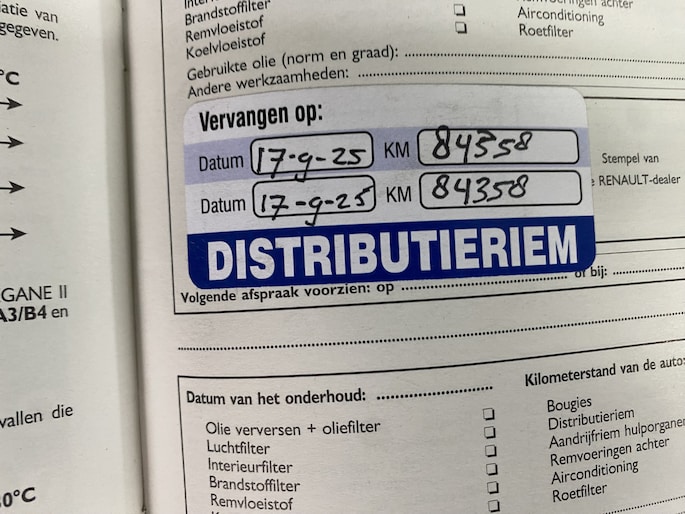 atie van
gegeven.
°C
GANE II
A3/B4 en
vallen die
0°C
Brandstoffilter
Remvloeistof
Koelvloeistof
achter
Airconditioning
Roetfilter
Gebruikte olie (norm en graad):
Andere werkzaamheden:
Vervangen op:
Datum 17-9-25 KM 84358
Datum 17-9-25 KM 84358
DISTRIBUTIERIEM
Stempel van
RENAULT-dealer
Volgende afspraak voorzien: op of bij:
Datum van het onderhoud:
Kilometerstand van de auto:
Olie verversen + oliefilter
Luchtfilter
Interieurfilter
Brandstoffilter
Remvloeistof
Bougies
Distributieriem
Aandrijfriem hulporganen
Remvoeringen achter
Airconditioning
Roetfilter